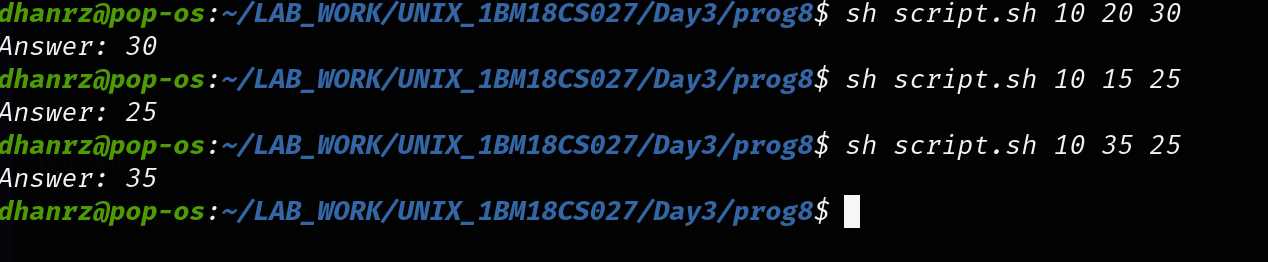 dhanrz@pop-os:~/LAB_WORK/UNIX_1BM18CS027/Day3/prog8$ sh script.sh 10 20 30
Answer: 30
dhanrz@pop-os:~/LAB_WORK/UNIX_1BM18CS027/Day3/prog8$ sh script.sh 10 15 25
Answer: 25
dhanrz@pop-os:~/LAB_WORK/UNIX_1BM18CS027/Day3/prog8$ sh script.sh 10 35 25
Answer: 35
dhanrz@pop-os:~/LAB_WORK/UNIX_1BM18CS027/Day3/prog8$